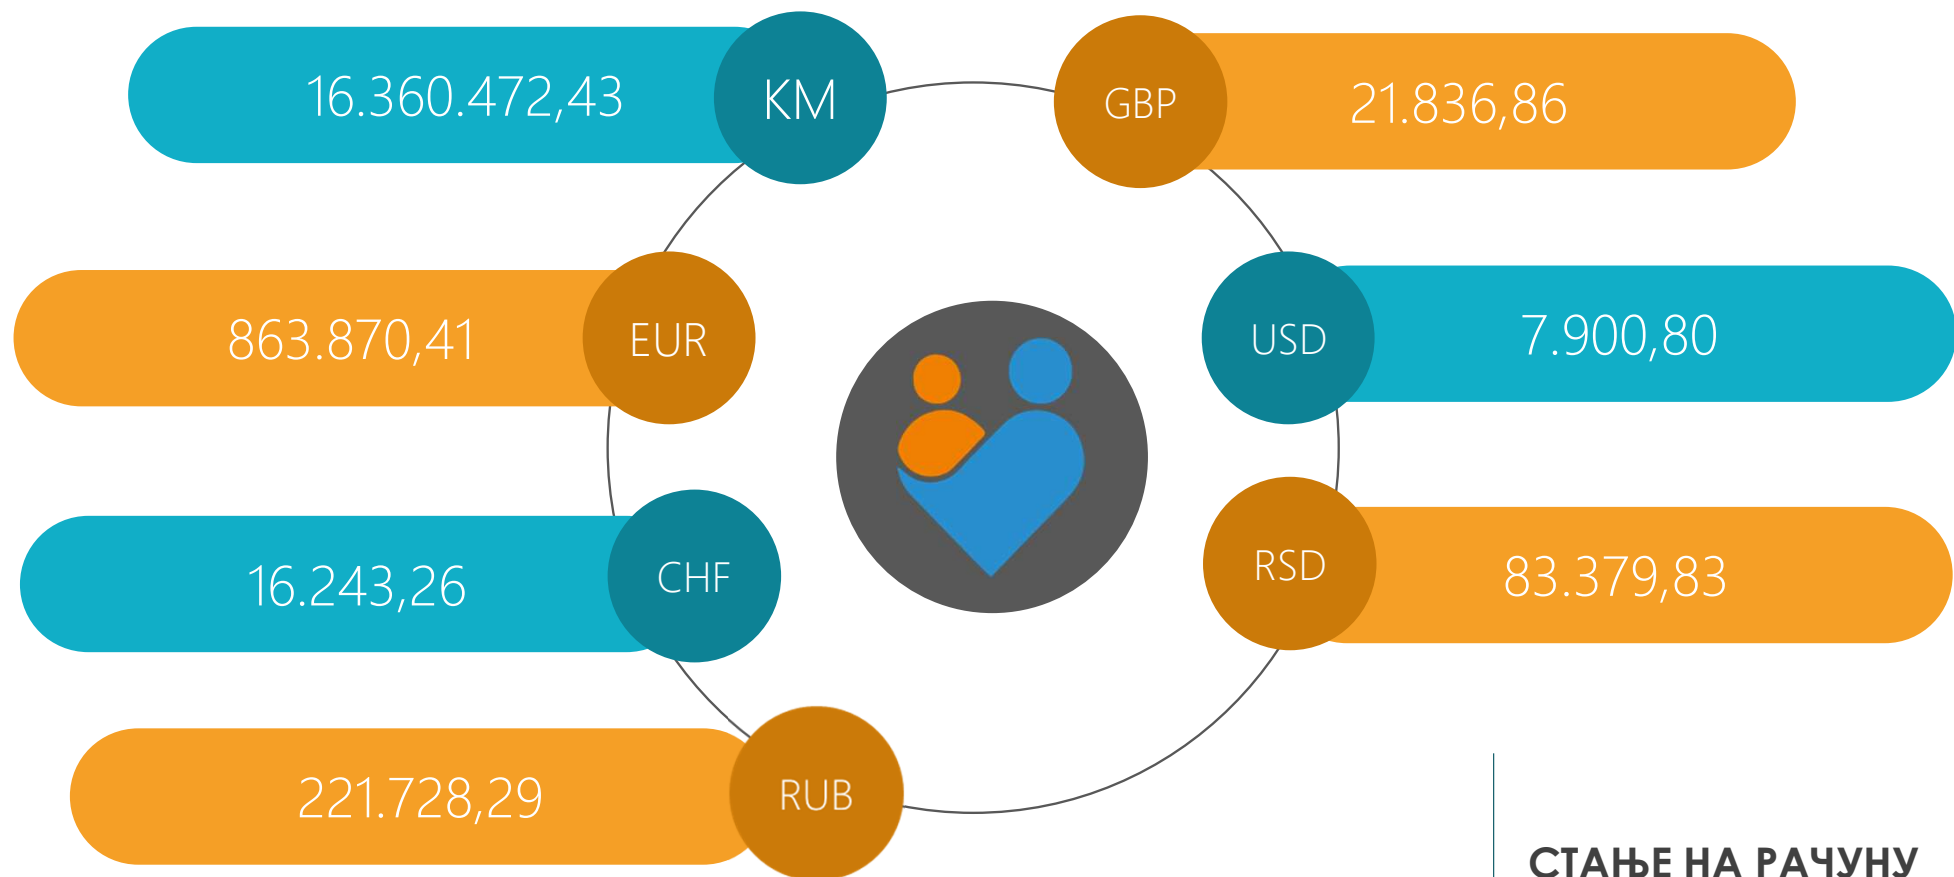 16.360.472,43
KM
GBP
21.836,86
863.870,41
EUR
USD
7.900,80
16.243,26
CHF
RSD
83.379,83
221.728,29
RUB
СТАЊЕ НА РАЧУНУ